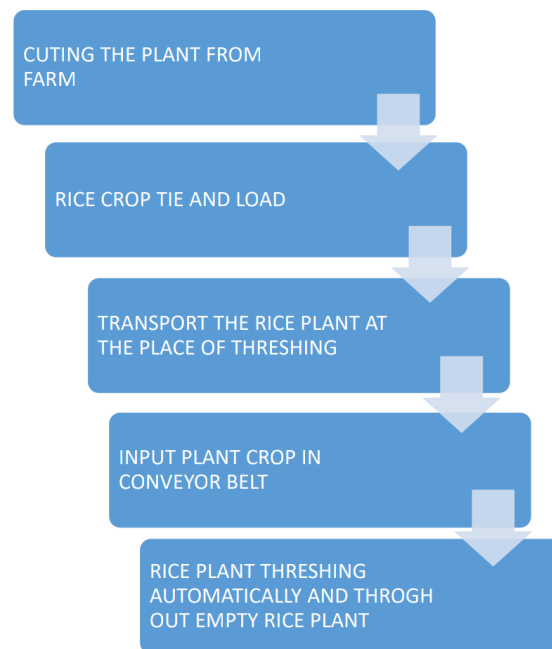 CUTING THE PLANT FROM
FARM
RICE CROP TIE AND LOAD
TRANSPORT THE RICE PLANT AT
THE PLACE OF THRESHING
INPUT PLANT CROP IN
CONVEYOR BELT
RICE PLANT THRESHING
AUTOMATICALLY AND THROGH
OUT EMPTY RICE PLANT